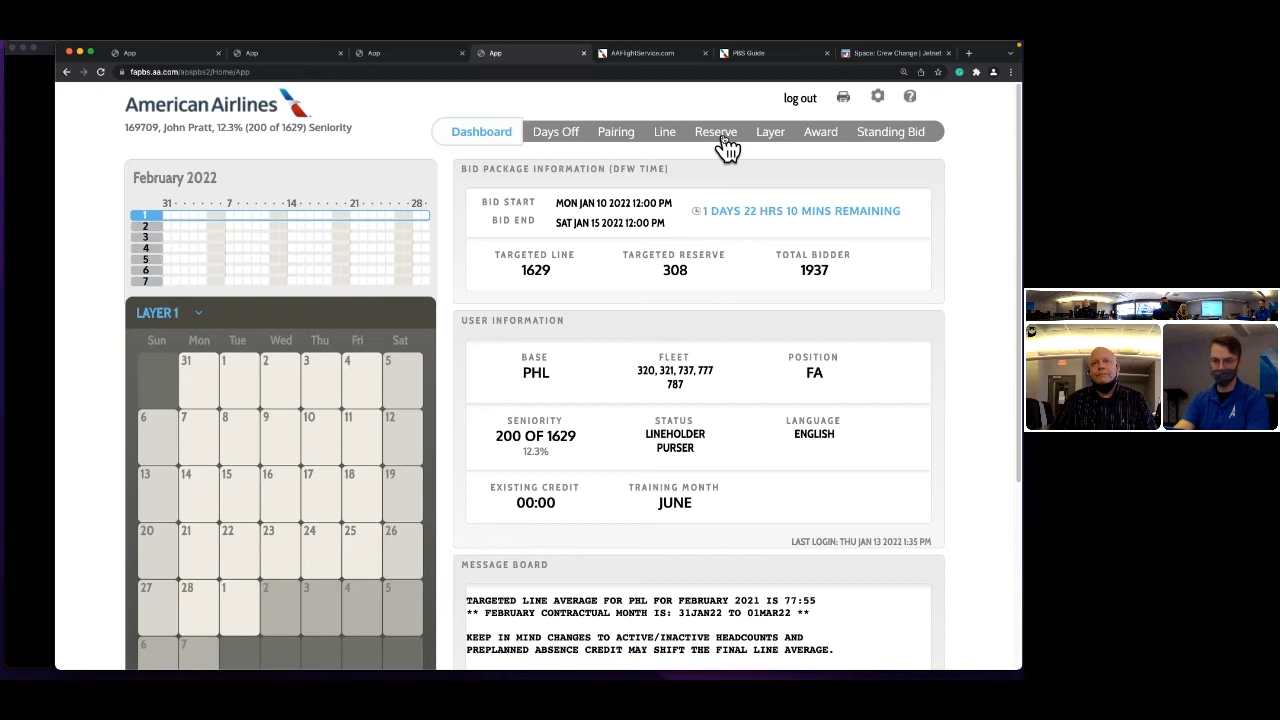 App
App
App
App
AAFlightService.com
PBS Guide
Space: Crew Change | Jetnet
fapbs.aa.com/aospbs2/Home/App
American Airlines
log out
169709, John Pratt, 12.3% (200 of 1629) Seniority
Dashboard Days Off Pairing Line Reserve Layer Award Standing Bid
February 2022
31 · · · · · · 7 · · · · · · 14 · · · · · · 21 · · · · · · 28 ·
1
2
3
4
5
6
7
LAYER 1
Sun Mon Tue Wed Thu Fri Sat
31 1 2 3 4 5
6 7 8 9 10 11 12
13 14 15 16 17 18 19
20 21 22 23 24 25 26
27 28 1 2 3 4 5
6 7
BID PACKAGE INFORMATION (DFW TIME)
BID START MON JAN 10 2022 12:00 PM
BID END SAT JAN 15 2022 12:00 PM
1 DAYS 22 HRS 10 MINS REMAINING
TARGETED LINE TARGETED RESERVE TOTAL BIDDER
1629 308 1937
USER INFORMATION
BASE FLEET POSITION
PHL 320, 321, 737, 777 FA
787
SENIORITY STATUS LANGUAGE
200 OF 1629 LINEHOLDER ENGLISH
12.3% PURSER
EXISTING CREDIT TRAINING MONTH
00:00 JUNE
LAST LOGIN: THU JAN 13 2022 1:35 PM
MESSAGE BOARD
TARGETED LINE AVERAGE FOR PHL FOR FEBRUARY 2021 IS 77:55
** FEBRUARY CONTRACTUAL MONTH IS: 31JAN22 TO 01MAR22 **
KEEP IN MIND CHANGES TO ACTIVE/INACTIVE HEADCOUNTS AND
PREPLANNED ABSENCE CREDIT MAY SHIFT THE FINAL LINE AVERAGE.